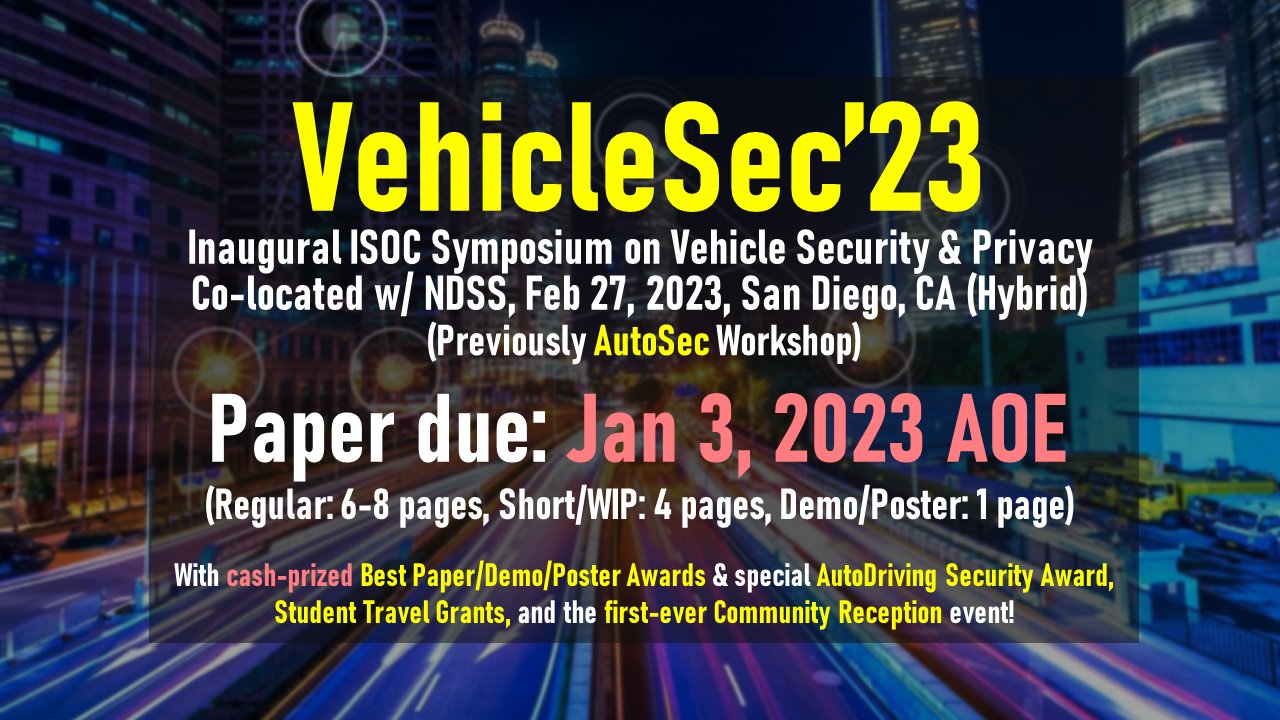 VehicleSec’23
Inaugural ISOC Symposium on Vehicle Security & Privacy
Co-located w/ NDSS, Feb 27, 2023, San Diego, CA (Hybrid)
(Previously AutoSec Workshop)
Paper due: Jan 3, 2023 AOE
(Regular: 6-8 pages, Short/WIP: 4 pages, Demo/Poster: 1 page)
With cash-prized Best Paper/Demo/Poster Awards & special AutoDriving Security Award,
Student Travel Grants, and the first-ever Community Reception event!